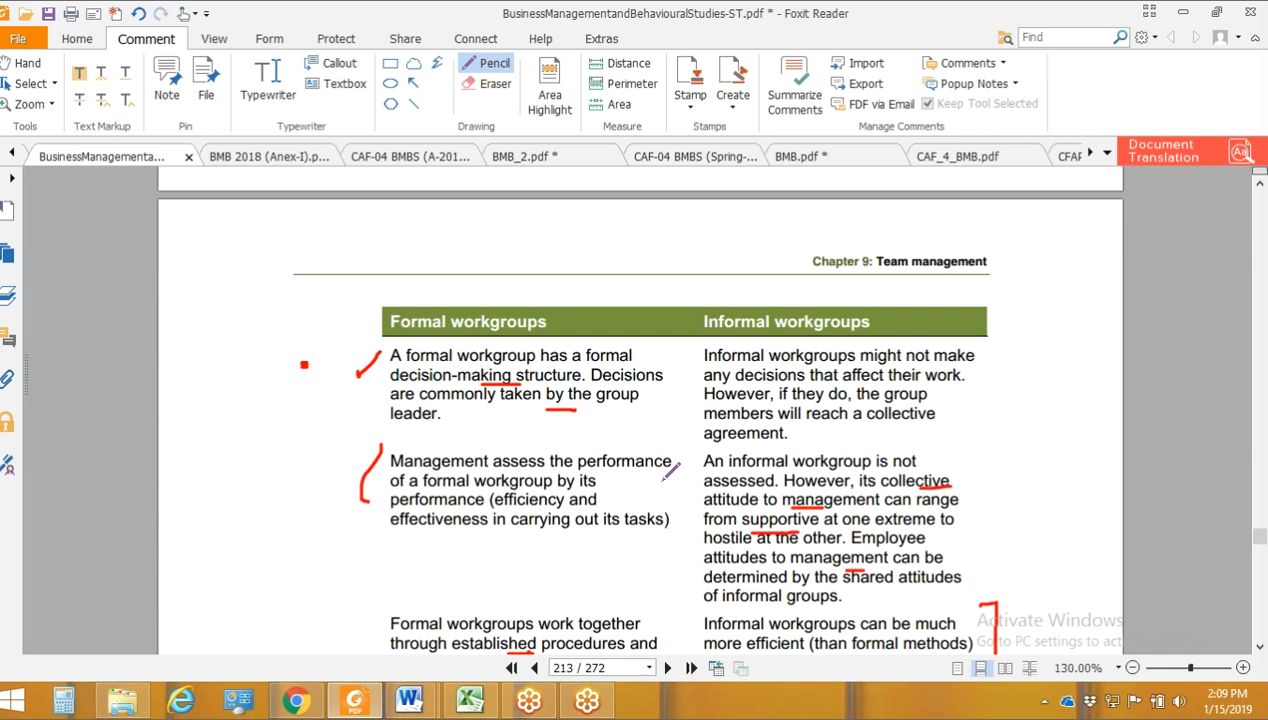 BusinessManagementandBehaviouralStudies-ST.pdf * - Foxit Reader
File Home Comment View Form Protect Share Connect Help Extras Find
Hand
Select
Zoom
Tools
Text Markup
Note
File
Pin
Typewriter
Callout
Textbox
Typewriter
Pencil
Eraser
Drawing
Area
Highlight
Distance
Perimeter
Area
Measure
Stamp
Create
Stamps
Summarize
Comments
Import
Export
FDF via Email
Comments
Popup Notes
Keep Tool Selected
Manage Comments
BusinessManagementa... BMB 2018 (Anex-I).p... CAF-04 BMBS (A-201... BMB_2.pdf * CAF-04 BMBS (Spring-... BMB.pdf * CAF_4_BMB.pdf CFAP
Document
Translation
Chapter 9: Team management
Formal workgroups
A formal workgroup has a formal
decision-making structure. Decisions
are commonly taken by the group
leader.
Informal workgroups
Informal workgroups might not make
any decisions that affect their work.
However, if they do, the group
members will reach a collective
agreement.
Management assess the performance
of a formal workgroup by its
performance (efficiency and
effectiveness in carrying out its tasks)
An informal workgroup is not
assessed. However, its collective
attitude to management can range
from supportive at one extreme to
hostile at the other. Employee
attitudes to management can be
determined by the shared attitudes
of informal groups.
Formal workgroups work together
through established procedures and
Informal workgroups can be much
more efficient (than formal methods)
Activate Windows
Go to PC settings to act
213 / 272
130.00%
2:09 PM
1/15/2019